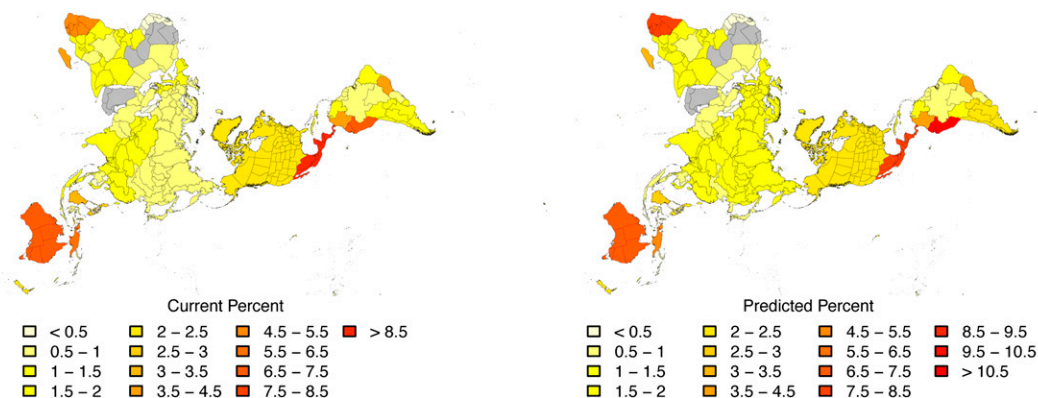 Current Percent
< 0.5 2 – 2.5 4.5 – 5.5 > 8.5
0.5 – 1 2.5 – 3 5.5 – 6.5
1 – 1.5 3 – 3.5 6.5 – 7.5
1.5 – 2 3.5 – 4.5 7.5 – 8.5
Predicted Percent
< 0.5 2 – 2.5 4.5 – 5.5 8.5 – 9.5
0.5 – 1 2.5 – 3 5.5 – 6.5 9.5 – 10.5
1 – 1.5 3 – 3.5 6.5 – 7.5 > 10.5
1.5 – 2 3.5 – 4.5 7.5 – 8.5